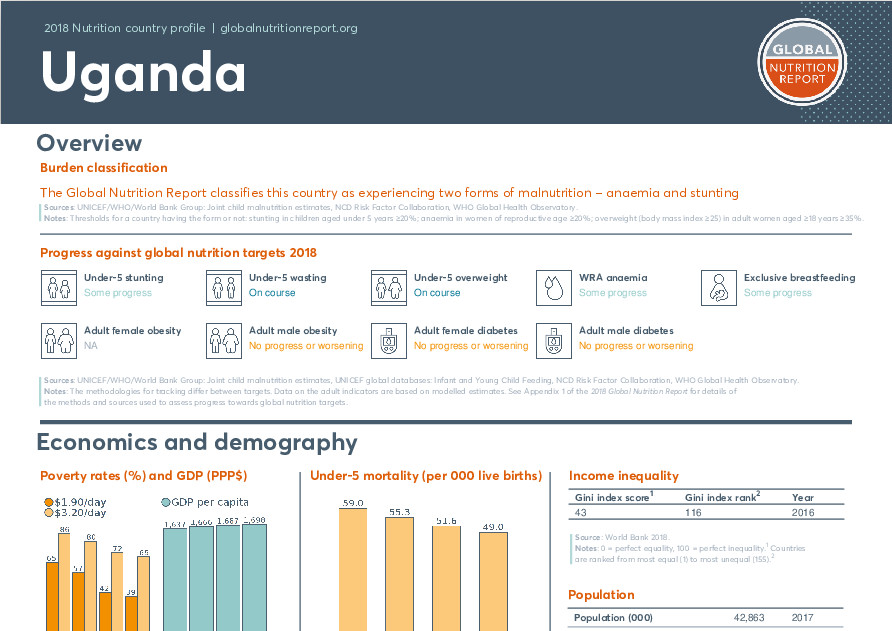 2018 Nutrition country profile | globalnutritionreport.org
Uganda
GLOBAL
NUTRITION
REPORT
Overview
Burden classification
The Global Nutrition Report classifies this country as experiencing two forms of malnutrition – anaemia and stunting
Sources: UNICEF/WHO/World Bank Group: Joint child malnutrition estimates, NCD Risk Factor Collaboration, WHO Global Health Observatory.
Notes: Thresholds for a country having the form or not: stunting in children aged under 5 years ≥20%; anaemia in women of reproductive age ≥20%; overweight (body mass index ≥25) in adult women aged ≥18 years ≥35%.
Progress against global nutrition targets 2018
Under-5 stunting
Some progress
Under-5 wasting
On course
Under-5 overweight
On course
WRA anaemia
Some progress
Exclusive breastfeeding
Some progress
Adult female obesity
NA
Adult male obesity
No progress or worsening
Adult female diabetes
No progress or worsening
Adult male diabetes
No progress or worsening
Sources: UNICEF/WHO/World Bank Group: Joint child malnutrition estimates, UNICEF global databases: Infant and Young Child Feeding, NCD Risk Factor Collaboration, WHO Global Health Observatory.
Notes: The methodologies for tracking differ between targets. Data on the adult indicators are based on modelled estimates. See Appendix 1 of the 2018 Global Nutrition Report for details of
the methods and sources used to assess progress towards global nutrition targets.
Economics and demography
Poverty rates (%) and GDP (PPP$)
$1.90/day
$3.20/day
GDP per capita
65 86 57 80 42 72 39 65
1,637 1,666 1,687 1,698
Under-5 mortality (per 000 live births)
59.0
55.3
51.6
49.0
Income inequality
Gini index score¹ Gini index rank² Year
43 116 2016
Source: World Bank 2018.
Notes: 0 = perfect equality, 100 = perfect inequality.¹ Countries
are ranked from most equal (1) to most unequal (155).²
Population
Population (000) 42,863 2017